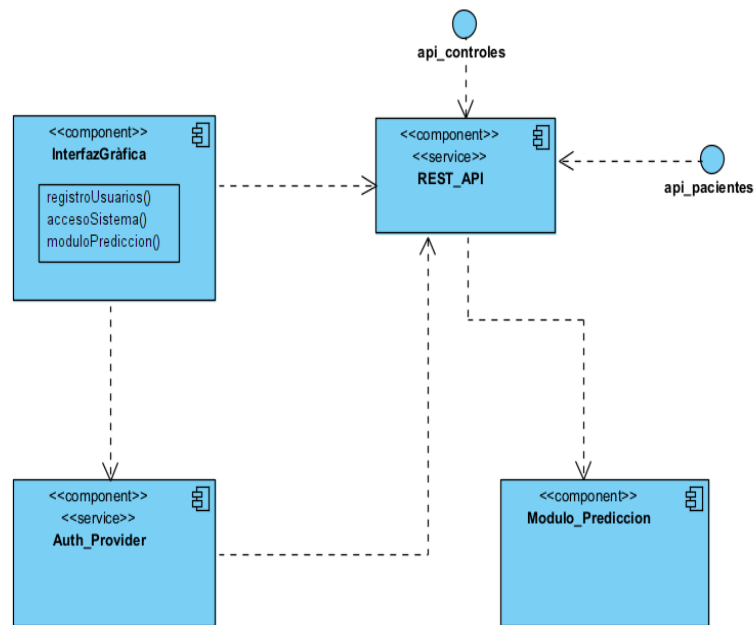 api_controles
<<component>>
InterfazGràfica
registroUsuarios()
accesoSistema()
moduloPrediccion()
<<component>>
<<service>>
REST_API
api_pacientes
<<component>>
<<service>>
Auth_Provider
<<component>>
Modulo_Prediccion